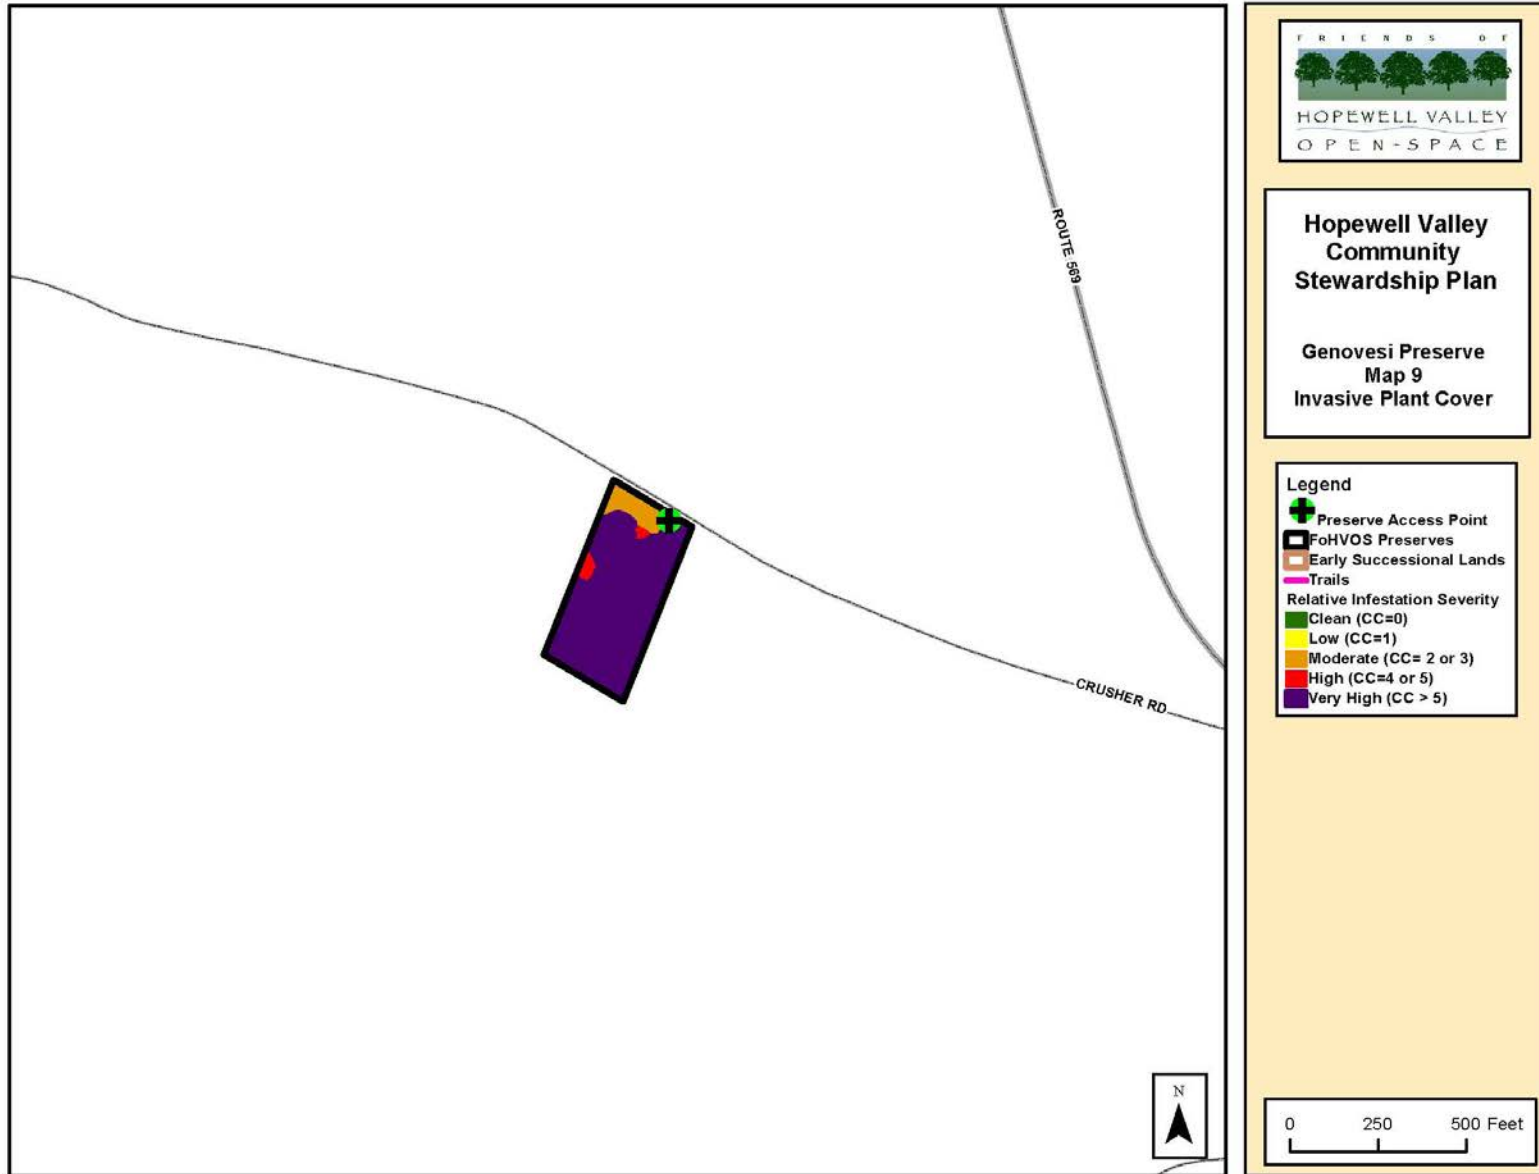 ROUTE 569
CRUSHER RD
N
FRIENDS OF
HOPEWELL VALLEY
OPEN-SPACE
Hopewell Valley
Community
Stewardship Plan
Genovesi Preserve
Map 9
Invasive Plant Cover
Legend
Preserve Access Point
FoHVOS Preserves
Early Successional Lands
Trails
Relative Infestation Severity
Clean (CC=0)
Low (CC=1)
Moderate (CC= 2 or 3)
High (CC=4 or 5)
Very High (CC > 5)
0 250 500 Feet